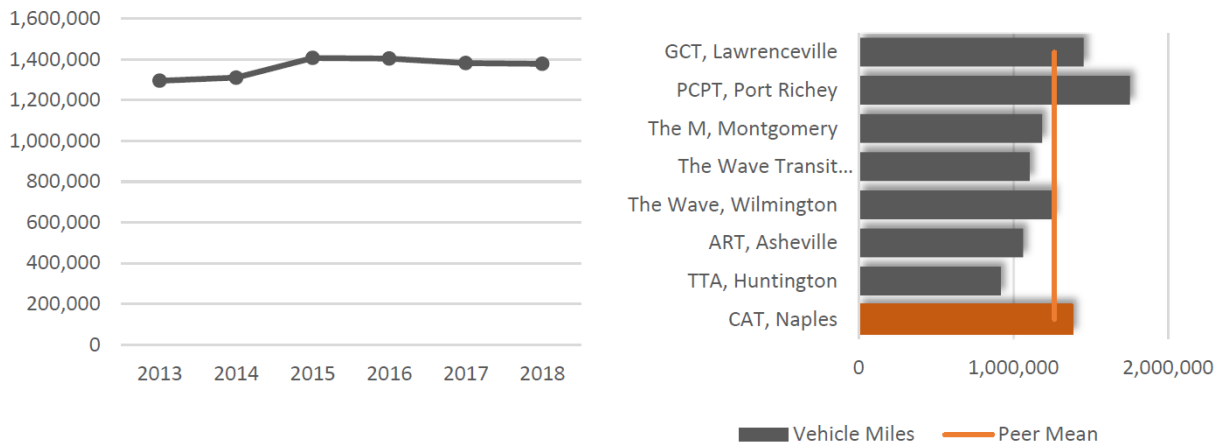 1,600,000
1,400,000
1,200,000
1,000,000
800,000
600,000
400,000
200,000
0
2013 2014 2015 2016 2017 2018
GCT, Lawrenceville
PCPT, Port Richey
The M, Montgomery
The Wave Transit...
The Wave, Wilmington
ART, Asheville
TTA, Huntington
CAT, Naples
0 1,000,000 2,000,000
Vehicle Miles Peer Mean